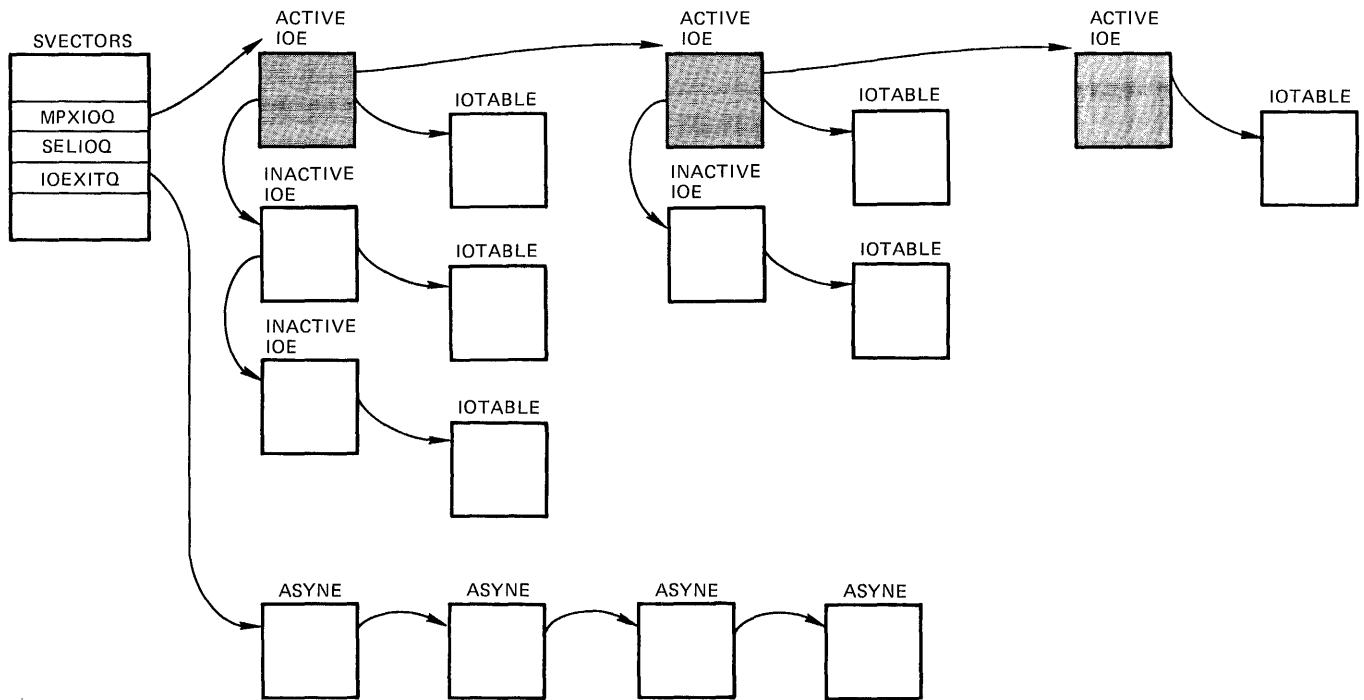 SVECTORS
MPXIOQ
SELIOQ
IOEXITQ
ACTIVE
IOE
IOTABLE
INACTIVE
IOE
IOTABLE
INACTIVE
IOE
IOTABLE
ACTIVE
IOE
IOTABLE
INACTIVE
IOE
IOTABLE
ACTIVE
IOE
IOTABLE
ASYNE
ASYNE
ASYNE
ASYNE